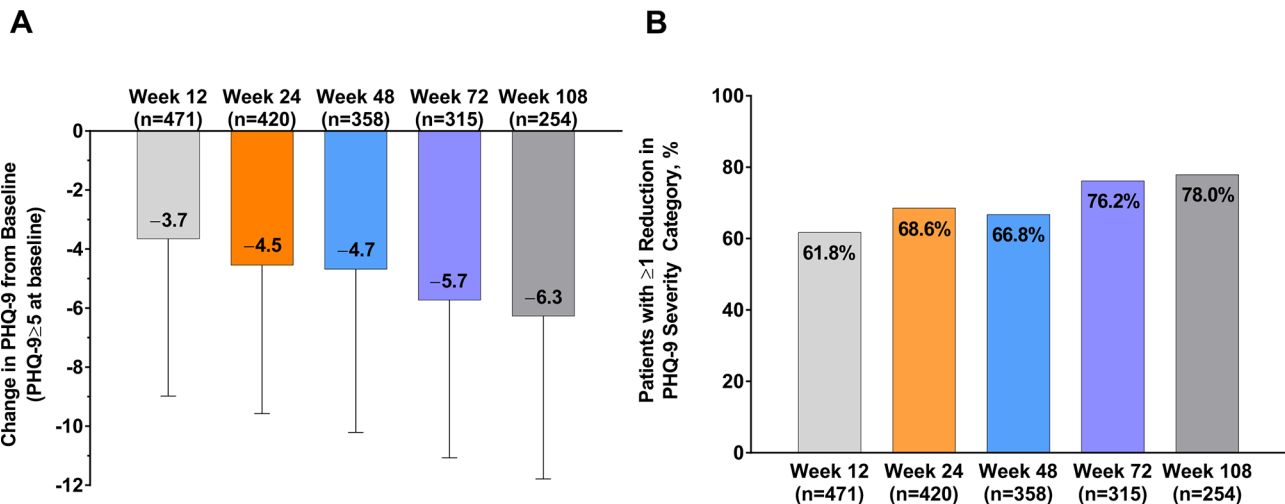 A
Week 12 Week 24 Week 48 Week 72 Week 108
(n=471) (n=420) (n=358) (n=315) (n=254)
Change in PHQ-9 from Baseline
(PHQ-9≥5 at baseline)
0
-2
-4
-6
-8
-10
-12
−3.7
−4.5
−4.7
−5.7
−6.3
B
Patients with ≥1 Reduction in
PHQ-9 Severity Category, %
100
80
60
40
20
0
61.8%
68.6%
66.8%
76.2%
78.0%
Week 12 Week 24 Week 48 Week 72 Week 108
(n=471) (n=420) (n=358) (n=315) (n=254)